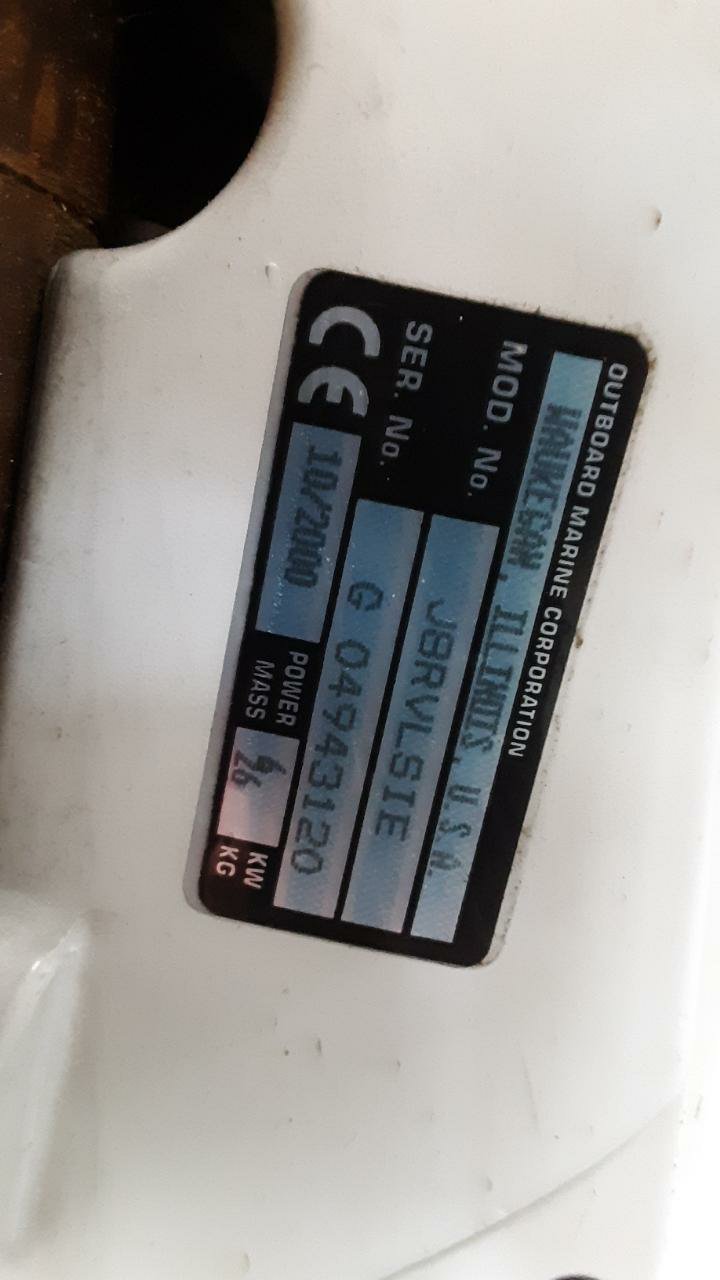 OUTBOARD MARINE CORPORATION
WAUKEGAN, ILLINOIS, U.S.A.
MOD. No. J8RVLSIE
SER. No. G 04943120
CE 10/2000 POWER 6 KW
MASS 26 KG